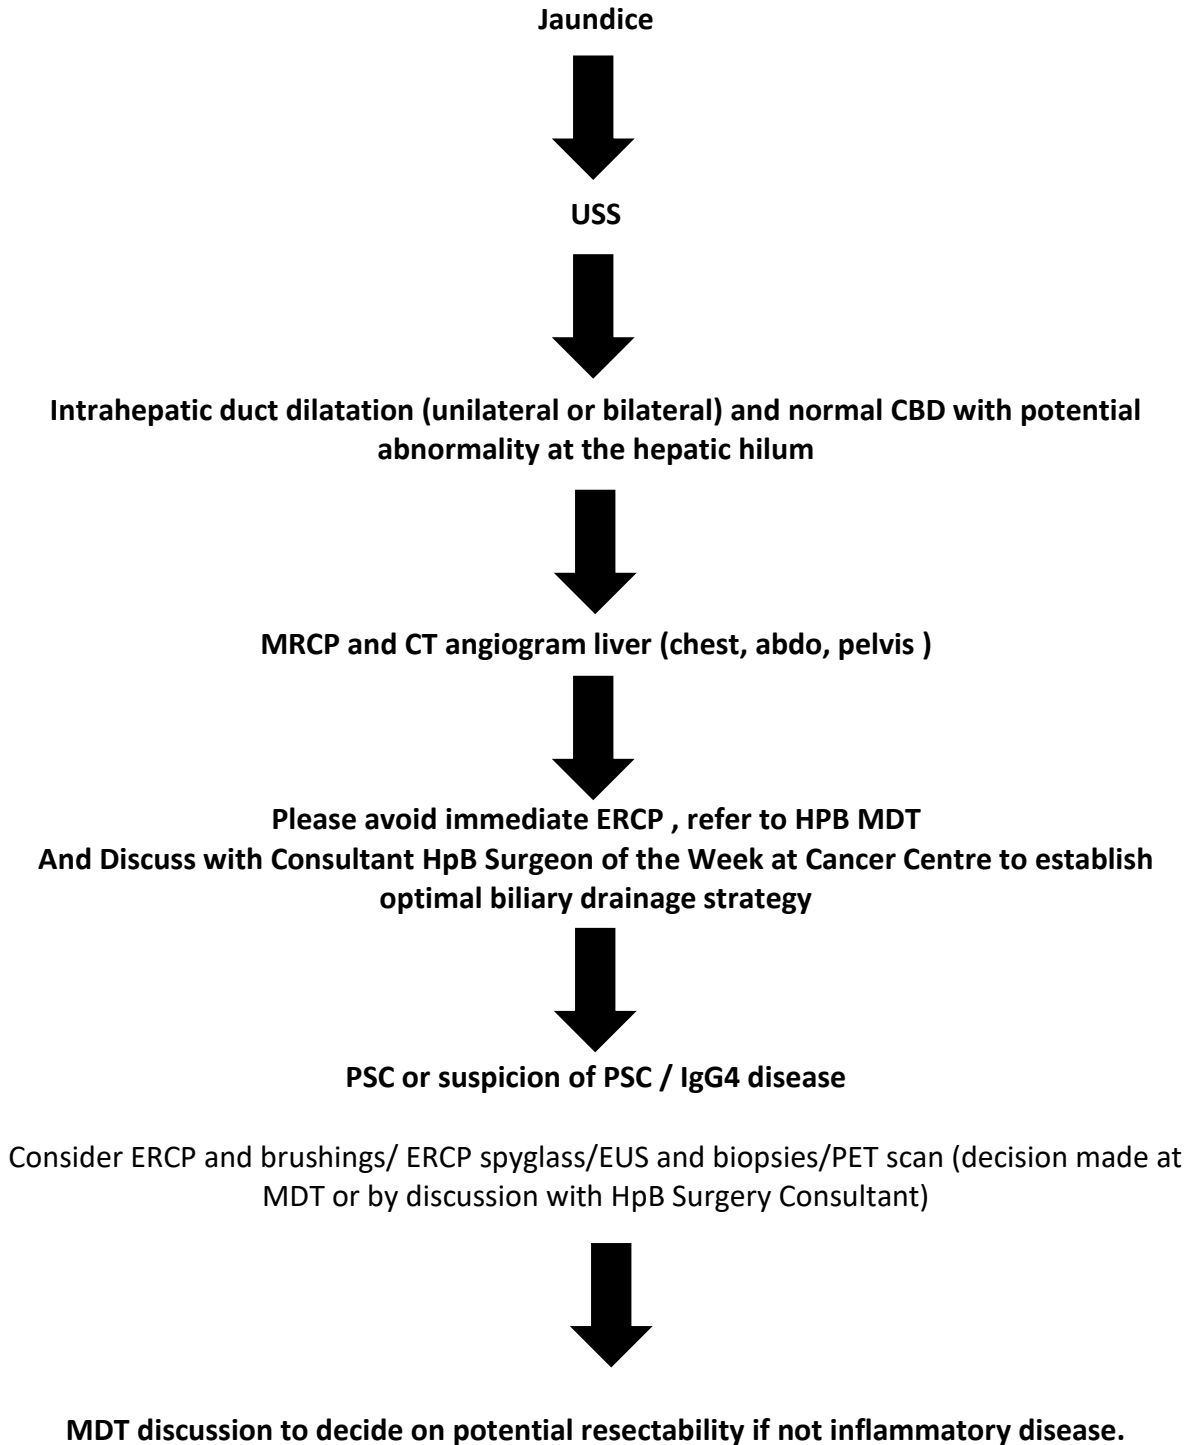 Jaundice
USS
Intrahepatic duct dilatation (unilateral or bilateral) and normal CBD with potential
abnormality at the hepatic hilum
MRCP and CT angiogram liver (chest, abdo, pelvis )
Please avoid immediate ERCP , refer to HPB MDT
And Discuss with Consultant HpB Surgeon of the Week at Cancer Centre to establish
optimal biliary drainage strategy
PSC or suspicion of PSC / IgG4 disease
Consider ERCP and brushings/ ERCP spyglass/EUS and biopsies/PET scan (decision made at
MDT or by discussion with HpB Surgery Consultant)
MDT discussion to decide on potential resectability if not inflammatory disease.